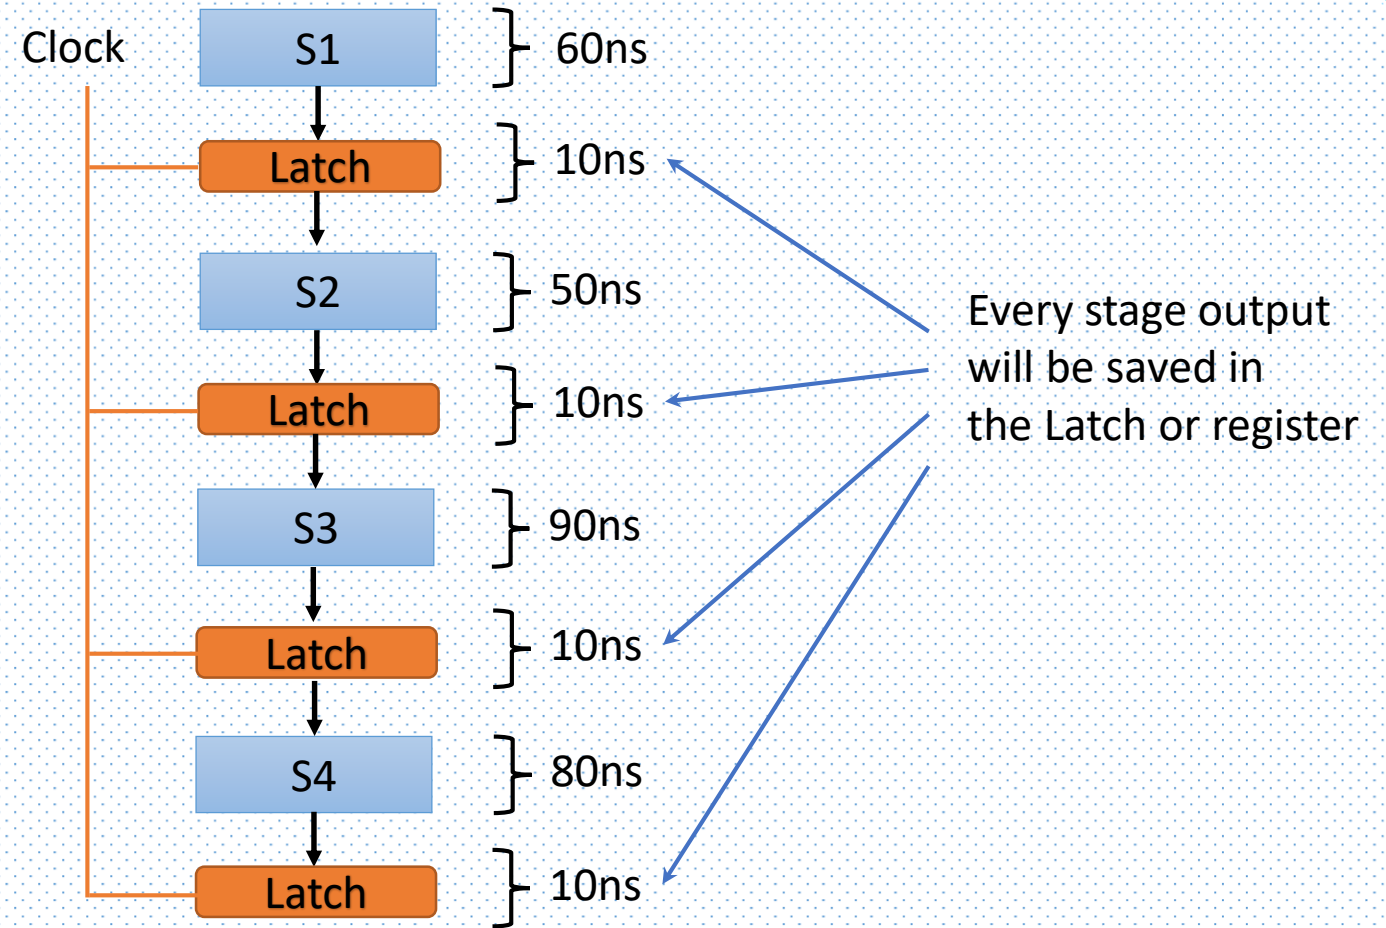 Clock
S1
60ns
Latch
10ns
S2
50ns
Every stage output
will be saved in
the Latch or register
Latch
10ns
S3
90ns
Latch
10ns
S4
80ns
Latch
10ns